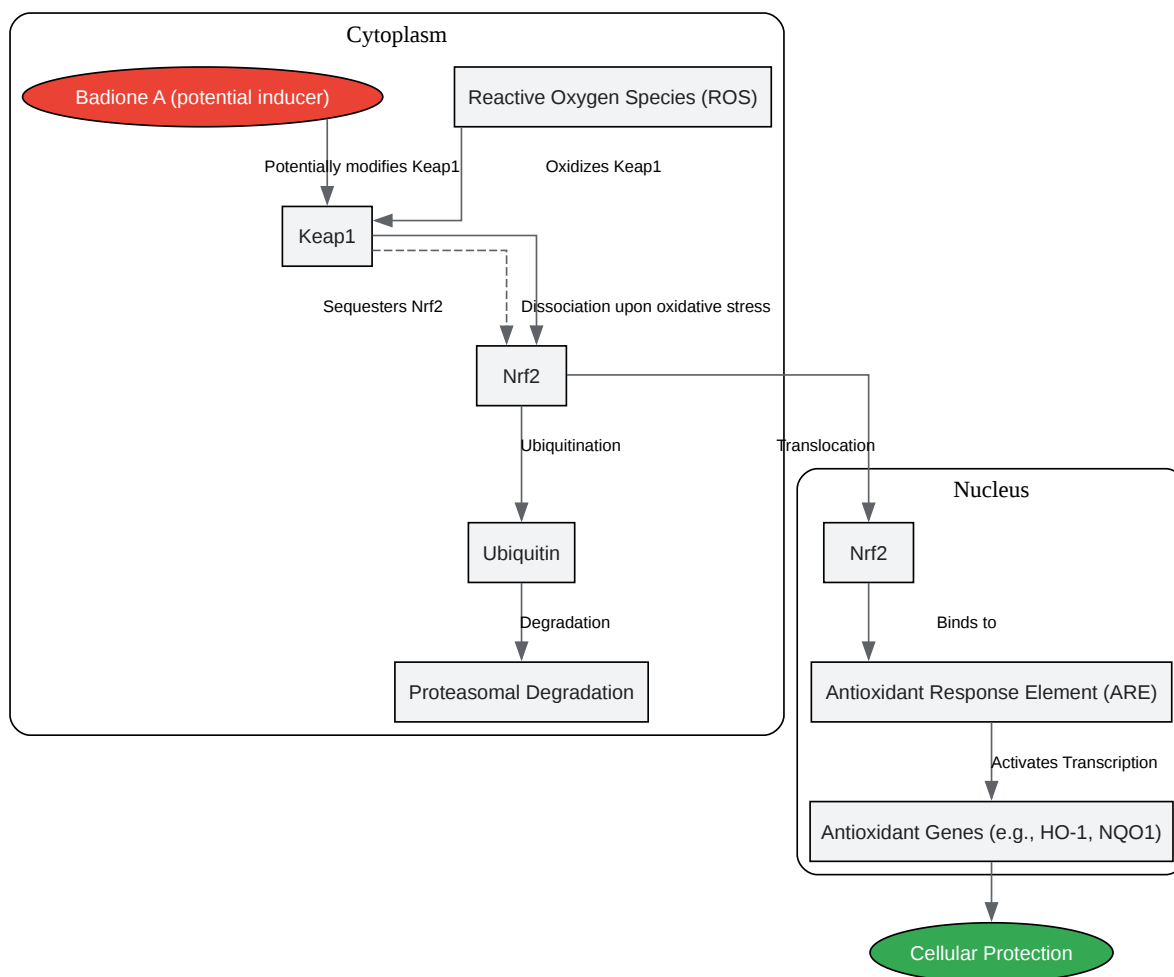 Cytoplasm
Badione A (potential inducer)
Reactive Oxygen Species (ROS)
Potentially modifies Keap1
Oxidizes Keap1
Keap1
Sequesters Nrf2
Dissociation upon oxidative stress
Nrf2
Ubiquitination
Translocation
Nucleus
Ubiquitin
Nrf2
Degradation
Binds to
Proteasomal Degradation
Antioxidant Response Element (ARE)
Activates Transcription
Antioxidant Genes (e.g., HO-1, NQO1)
Cellular Protection